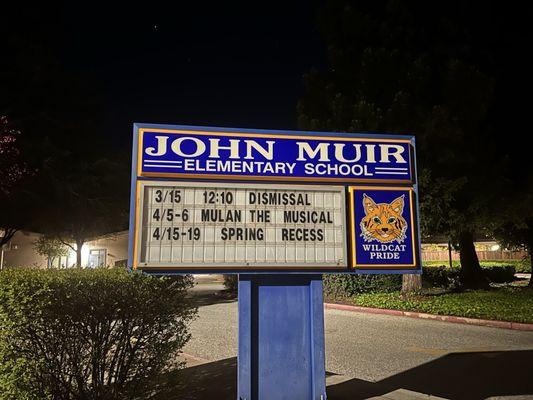 JOHN MUIR
ELEMENTARY SCHOOL
3/15 12:10 DISMISSAL
4/5-6 MULAN THE MUSICAL
4/15-19 SPRING RECESS
WILDCAT
PRIDE